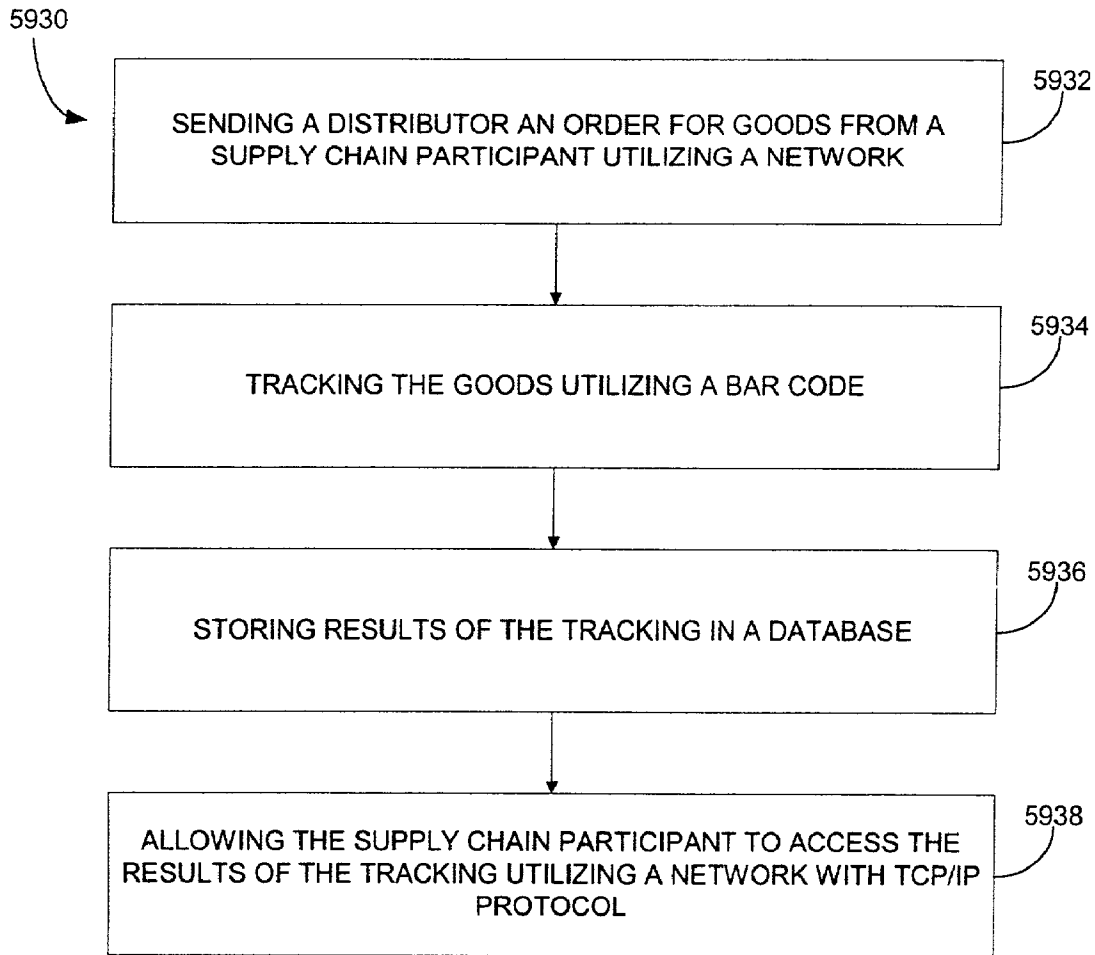 5930
5932
SENDING A DISTRIBUTOR AN ORDER FOR GOODS FROM A
SUPPLY CHAIN PARTICIPANT UTILIZING A NETWORK
5934
TRACKING THE GOODS UTILIZING A BAR CODE
5936
STORING RESULTS OF THE TRACKING IN A DATABASE
5938
ALLOWING THE SUPPLY CHAIN PARTICIPANT TO ACCESS THE
RESULTS OF THE TRACKING UTILIZING A NETWORK WITH TCP/IP
PROTOCOL